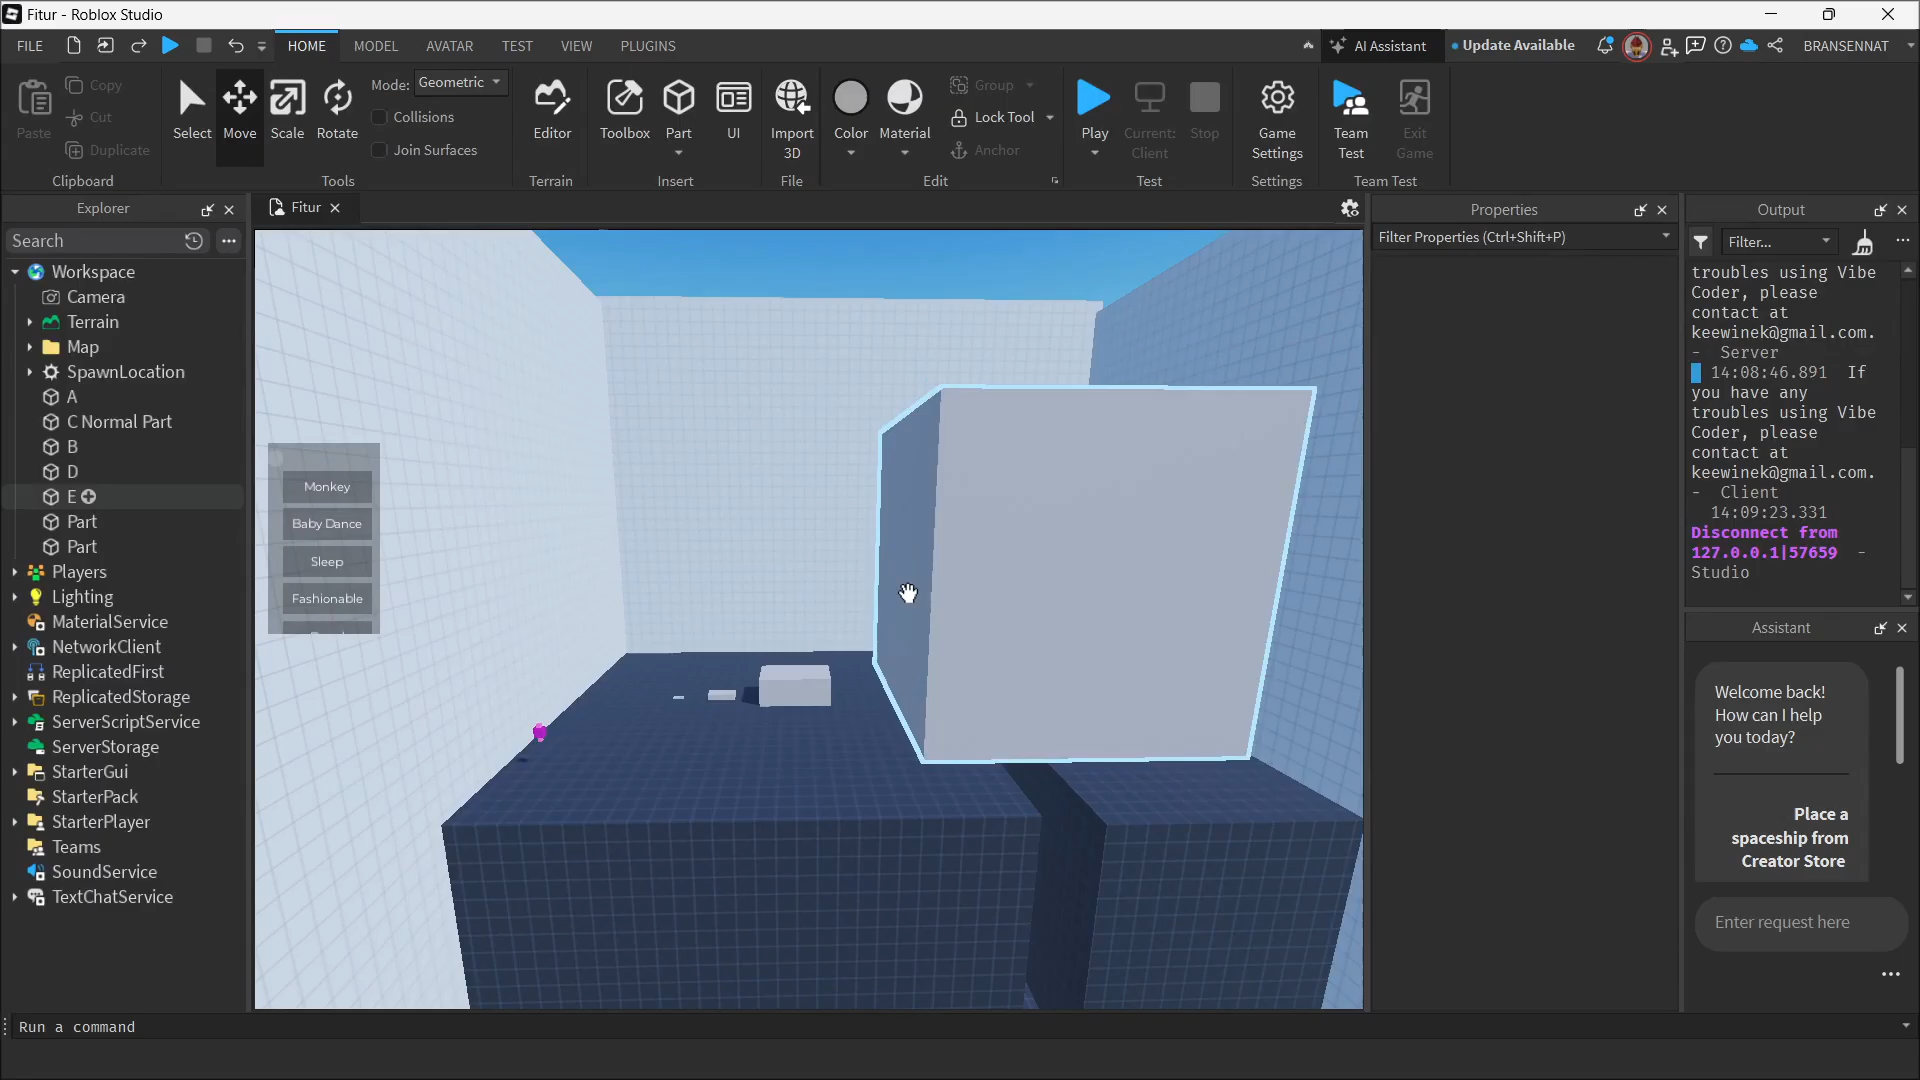 Fitur - Roblox Studio
FILE
HOME
MODEL
AVATAR
TEST
VIEW
PLUGINS
AI Assistant
Update Available
BRANSENNAT
Paste
Copy
Cut
Duplicate
Clipboard
Select
Move
Scale
Rotate
Mode:
Geometric
Collisions
Join Surfaces
Tools
Editor
Terrain
Toolbox
Part
UI
Insert
Import
3D
File
Color
Material
Group
Lock Tool
Anchor
Edit
Play
Current:
Client
Stop
Test
Game
Settings
Settings
Team
Test
Exit
Game
Team Test
Explorer
Search
Workspace
Camera
Terrain
Map
SpawnLocation
A
C Normal Part
B
D
E
Part
Part
Players
Lighting
MaterialService
NetworkClient
ReplicatedFirst
ReplicatedStorage
ServerScriptService
ServerStorage
StarterGui
StarterPack
StarterPlayer
Teams
SoundService
TextChatService
Fitur
Monkey
Baby Dance
Sleep
Fashionable
Properties
Filter Properties (Ctrl+Shift+P)
Output
Filter...
troubles using Vibe
Coder, please
contact at
keewinek@gmail.com.
- Server
14:08:46.891 If
you have any
troubles using Vibe
Coder, please
contact at
keewinek@gmail.com.
- Client
14:09:23.331
Disconnect from
127.0.0.1|57659 -
Studio
Assistant
Welcome back!
How can I help
you today?
Place a
spaceship from
Creator Store
Enter request here
Run a command